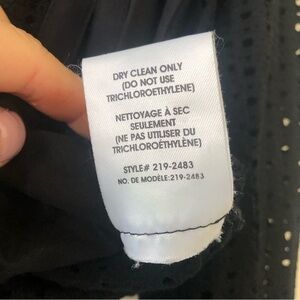 DRY CLEAN ONLY
(DO NOT USE
TRICHLOROETHYLENE)
NETTOYAGE À SEC
SEULEMENT
(NE PAS UTILISER DU
TRICHLOROÉTHYLÈNE)
STYLE# 219-2483
NO. DE MODÈLE:219-2483